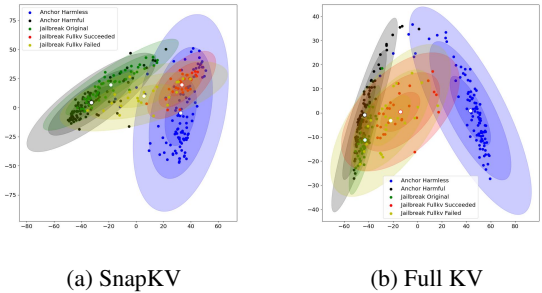 75
50
25
0
-25
-50
-75
-80
-60
-40
-20
0
20
40
60
Anchor Harmless
Anchor Harmful
Jailbreak Original
Jailbreak Fullkv Succeeded
Jailbreak Fullkv Failed
40
30
20
10
0
-10
-20
-30
-40
-60
-40
-20
0
20
40
60
80
Anchor Harmless
Anchor Harmful
Jailbreak Original
Jailbreak Fullkv Succeeded
Jailbreak Fullkv Failed
(a) SnapKV
(b) Full KV